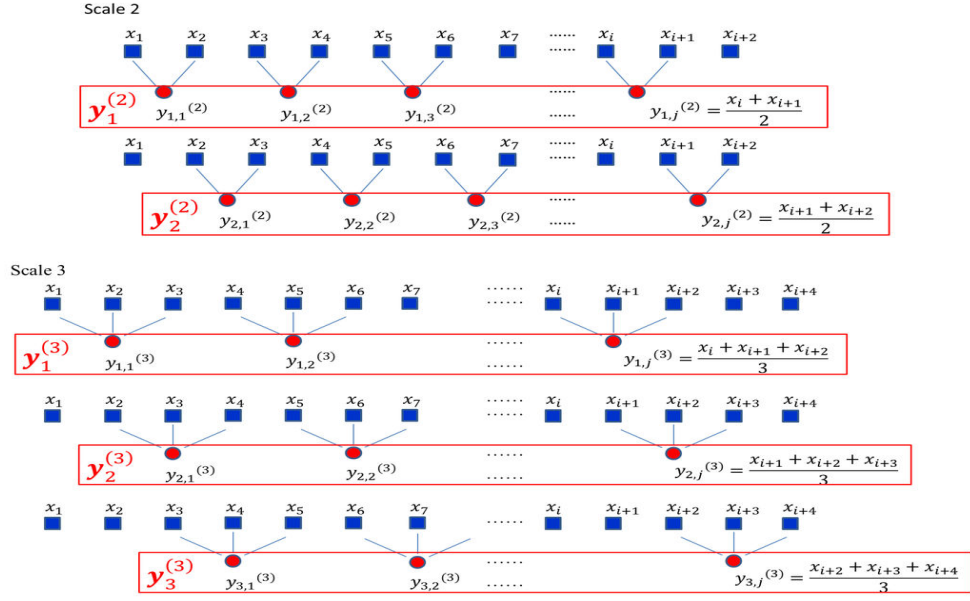 Scale 2
x₁ x₂ x₃ x₄ x₅ x₆ x₇ ...... xᵢ xᵢ₊₁ xᵢ₊₂
......
......
y₁⁽²⁾ y₁,₁⁽²⁾ y₁,₂⁽²⁾ y₁,₃⁽²⁾ ...... y₁,ⱼ⁽²⁾ = (xᵢ + xᵢ₊₁)/2
x₁ x₂ x₃ x₄ x₅ x₆ x₇ ...... xᵢ xᵢ₊₁ xᵢ₊₂
......
......
y₂⁽²⁾ y₂,₁⁽²⁾ y₂,₂⁽²⁾ y₂,₃⁽²⁾ ...... y₂,ⱼ⁽²⁾ = (xᵢ₊₁ + xᵢ₊₂)/2
Scale 3
x₁ x₂ x₃ x₄ x₅ x₆ x₇ ...... xᵢ xᵢ₊₁ xᵢ₊₂ xᵢ₊₃ xᵢ₊₄
......
......
y₁⁽³⁾ y₁,₁⁽³⁾ y₁,₂⁽³⁾ ...... y₁,ⱼ⁽³⁾ = (xᵢ + xᵢ₊₁ + xᵢ₊₂)/3
x₁ x₂ x₃ x₄ x₅ x₆ x₇ ...... xᵢ xᵢ₊₁ xᵢ₊₂ xᵢ₊₃ xᵢ₊₄
......
......
y₂⁽³⁾ y₂,₁⁽³⁾ y₂,₂⁽³⁾ ...... y₂,ⱼ⁽³⁾ = (xᵢ₊₁ + xᵢ₊₂ + xᵢ₊₃)/3
x₁ x₂ x₃ x₄ x₅ x₆ x₇ ...... xᵢ xᵢ₊₁ xᵢ₊₂ xᵢ₊₃ xᵢ₊₄
......
y₃⁽³⁾ y₃,₁⁽³⁾ y₃,₂⁽³⁾ ...... y₃,ⱼ⁽³⁾ = (xᵢ₊₂ + xᵢ₊₃ + xᵢ₊₄)/3